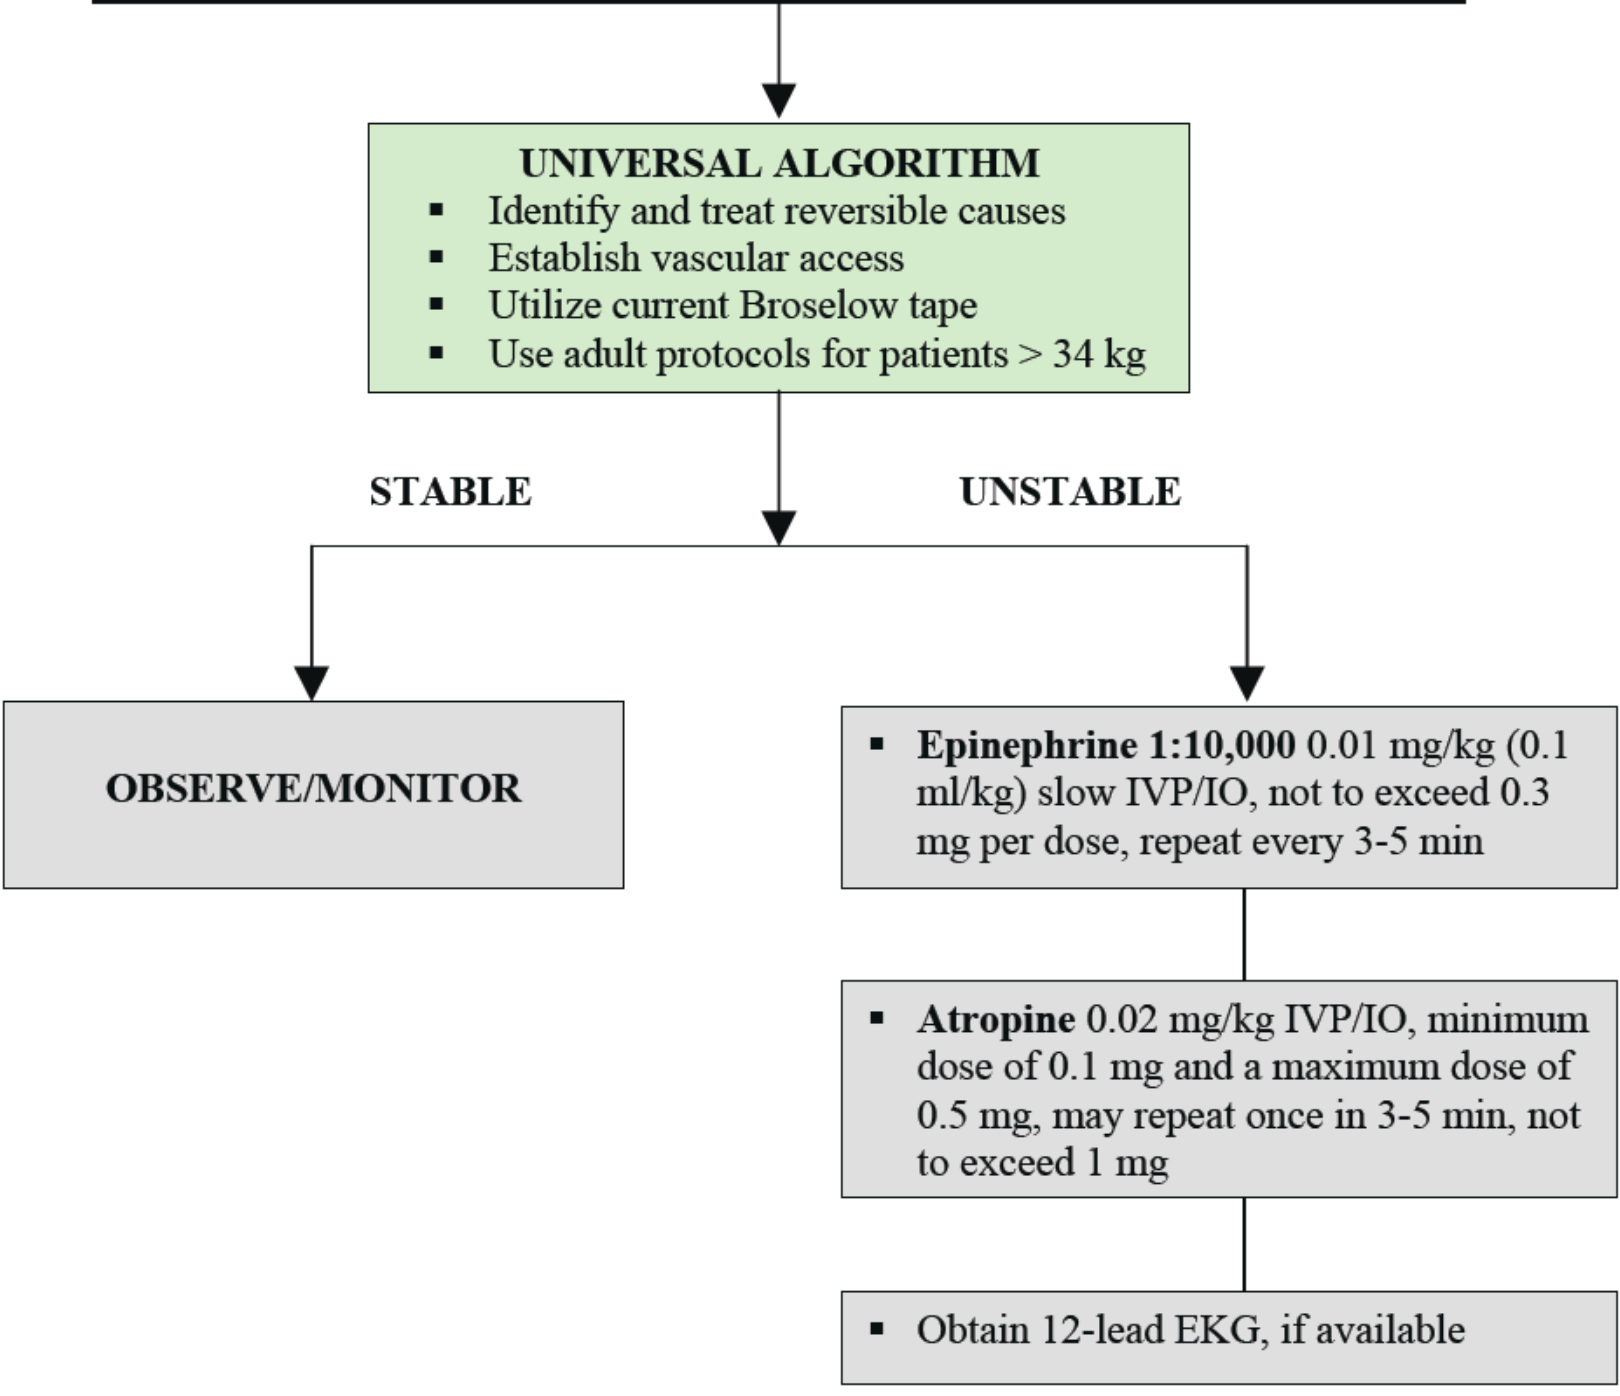 UNIVERSAL ALGORITHM
▪ Identify and treat reversible causes
▪ Establish vascular access
▪ Utilize current Broselow tape
▪ Use adult protocols for patients > 34 kg
STABLE
UNSTABLE
OBSERVE/MONITOR
▪ Epinephrine 1:10,000 0.01 mg/kg (0.1
ml/kg) slow IVP/IO, not to exceed 0.3
mg per dose, repeat every 3-5 min
▪ Atropine 0.02 mg/kg IVP/IO, minimum
dose of 0.1 mg and a maximum dose of
0.5 mg, may repeat once in 3-5 min, not
to exceed 1 mg
▪ Obtain 12-lead EKG, if available